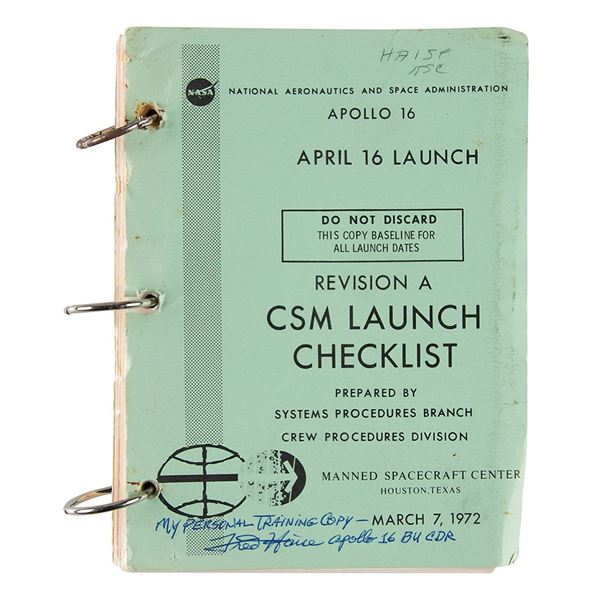 HAISE
KSC
NASA
NATIONAL AERONAUTICS AND SPACE ADMINISTRATION
APOLLO 16
APRIL 16 LAUNCH
DO NOT DISCARD
THIS COPY BASELINE FOR
ALL LAUNCH DATES
REVISION A
CSM LAUNCH
CHECKLIST
PREPARED BY
SYSTEMS PROCEDURES BRANCH
CREW PROCEDURES DIVISION
MANNED SPACECRAFT CENTER
HOUSTON, TEXAS
MY PERSONAL TRAINING COPY – MARCH 7, 1972
Fred Haise Apollo 16 BU CDR